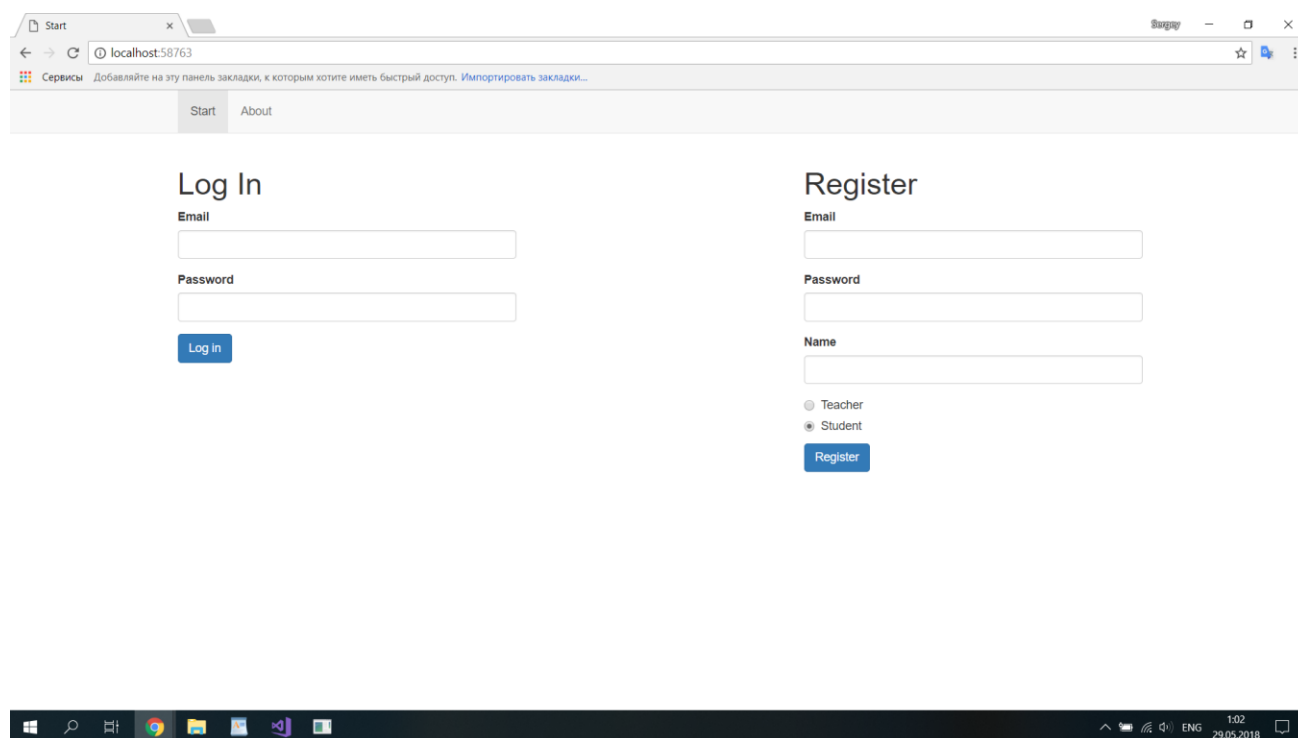 Start
Sergey
localhost:58763
Сервисы Добавляйте на эту панель закладки, к которым хотите иметь быстрый доступ. Импортировать закладки...
Start About
Log In
Email
Password
Log in
Register
Email
Password
Name
Teacher
Student
Register
ENG
1:02
29.05.2018